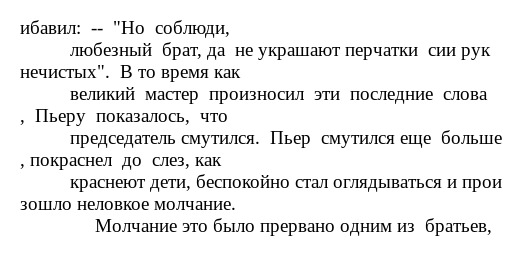 ибавил:  --  "Но  соблюди,
любезный  брат, да  не украшают перчатки  сии рук
нечистых".  В то время как
великий  мастер  произносил  эти  последние  слова
,  Пьеру  показалось,  что
председатель смутился.  Пьер  смутился еще  больше
, покраснел  до  слез, как
краснеют дети, беспокойно стал оглядываться и прои
зошло неловкое молчание.
Молчание это было прервано одним из  братьев,